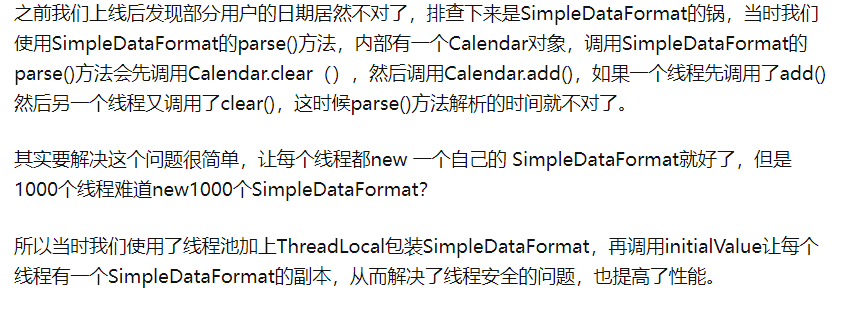 之前我们上线后发现部分用户的日期居然不对了，排查下来是SimpleDataFormat的锅，当时我们
使用SimpleDataFormat的parse()方法，内部有一个Calendar对象，调用SimpleDataFormat的
parse()方法会先调用Calendar.clear（），然后调用Calendar.add()，如果一个线程先调用了add()
然后另一个线程又调用了clear()，这时候parse()方法解析的时间就不对了。
其实要解决这个问题很简单，让每个线程都new 一个自己的 SimpleDataFormat就好了，但是
1000个线程难道new1000个SimpleDataFormat？
所以当时我们使用了线程池加上ThreadLocal包装SimpleDataFormat，再调用initialValue让每个
线程有一个SimpleDataFormat的副本，从而解决了线程安全的问题，也提高了性能。